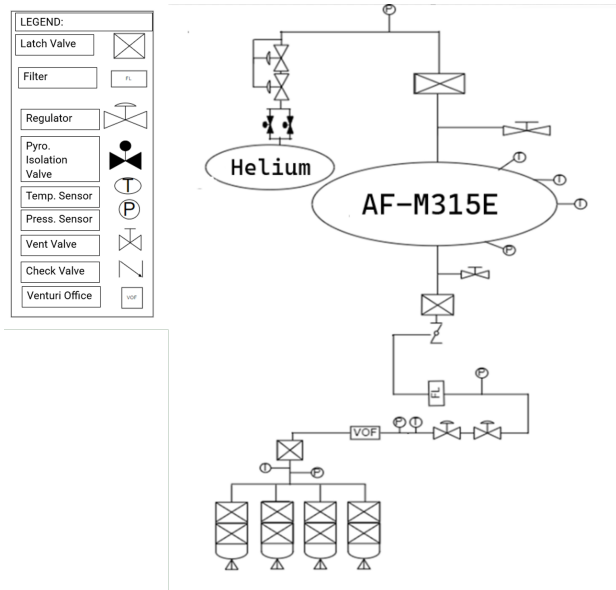 LEGEND:
Latch Valve
Filter
FL
Regulator
Pyro.
Isolation
Valve
T
Temp. Sensor
P
Press. Sensor
Vent Valve
Check Valve
Venturi Office
VOF
P
Helium
T
T
T
AF-M315E
P
P
FL
P
T
VOF
T
P